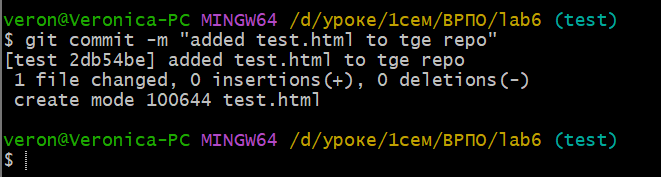 veron@Veronica-PC MINGW64 /d/уроке/1сем/ВРПО/lab6 (test)
$ git commit -m "added test.html to tge repo"
[test 2db54be] added test.html to tge repo
 1 file changed, 0 insertions(+), 0 deletions(-)
 create mode 100644 test.html
veron@Veronica-PC MINGW64 /d/уроке/1сем/ВРПО/lab6 (test)
$